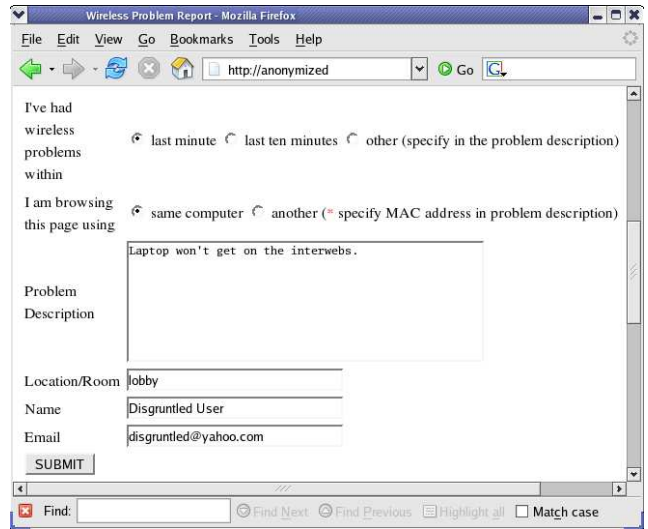 Wireless Problem Report - Mozilla Firefox
File Edit View Go Bookmarks Tools Help
http://anonymized Go G
I've had
wireless
problems
within
last minute last ten minutes other (specify in the problem description)
I am browsing
this page using
same computer another (* specify MAC address in problem description)
Problem
Description
Laptop won't get on the interwebs.
Location/Room lobby
Name Disgruntled User
Email disgruntled@yahoo.com
SUBMIT
Find: Find Next Find Previous Highlight all Match case